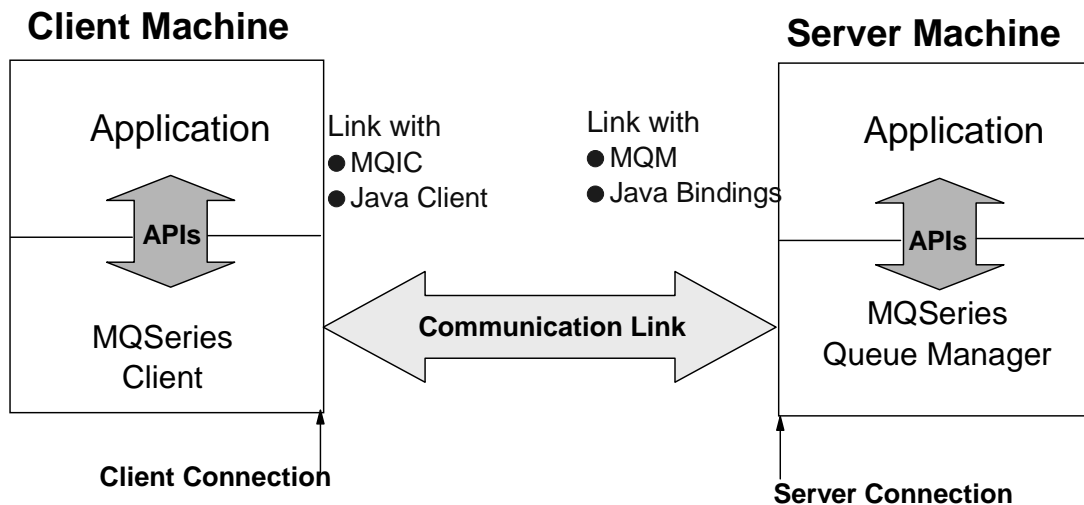 Client Machine
Server Machine
Application
Link with
● MQIC
● Java Client
APIs
MQSeries
Client
Communication Link
Link with
● MQM
● Java Bindings
Application
APIs
MQSeries
Queue Manager
Client Connection
Server Connection